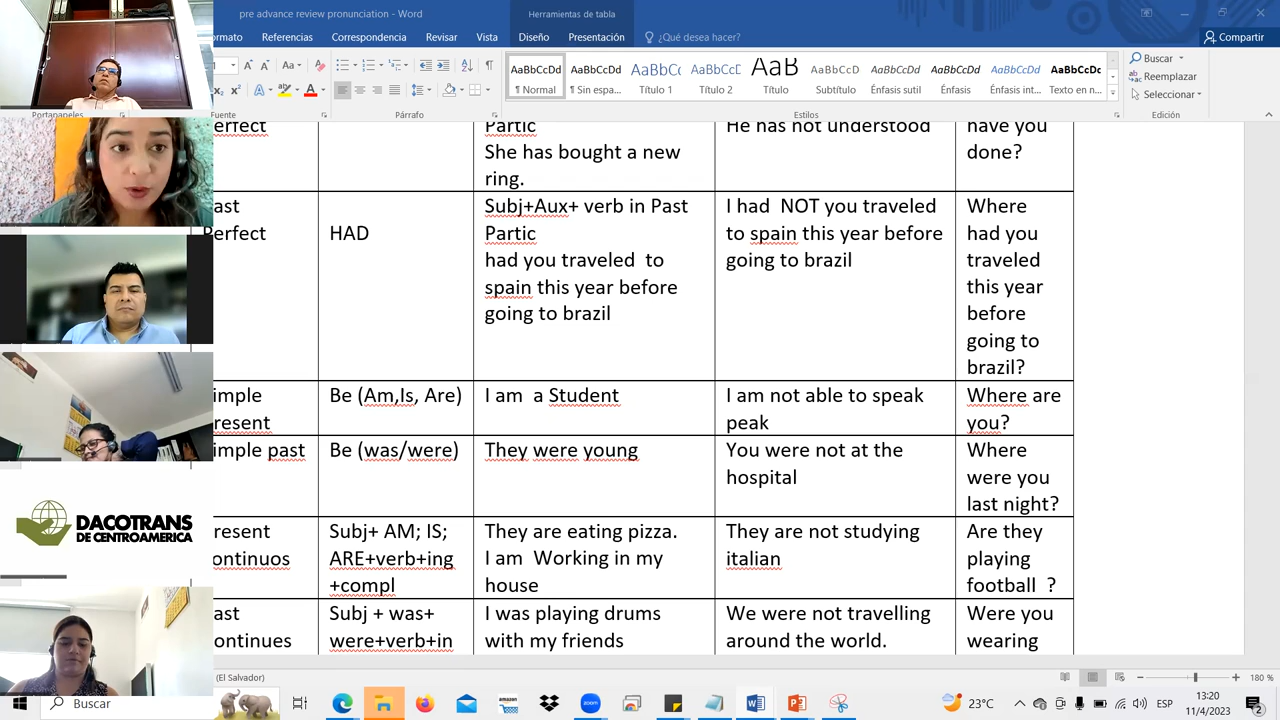 pre advance review pronunciation - Word
Herramientas de tabla
Formato
Referencias
Correspondencia
Revisar
Vista
Diseño
Presentación
¿Qué desea hacer?
Compartir
AaBbCcDd
AaBbCcDd
AaBbCc
AaBbCcD
AaB
AaBbCcD
AaBbCcDd
AaBbCcDd
AaBbCcDd
AaBbCcDc
¶ Normal
¶ Sin espa...
Título 1
Título 2
Título
Subtítulo
Énfasis sutil
Énfasis
Énfasis int...
Texto en n...
Buscar
Reemplazar
Seleccionar
Portapapeles
Fuente
Párrafo
Estilos
Edición
erfect
Partic
She has bought a new
ring.
He has not understood
have you
done?
ast
Perfect
HAD
Subj+Aux+ verb in Past
Partic
had you traveled to
spain this year before
going to brazil
I had NOT you traveled
to spain this year before
going to brazil
Where
had you
traveled
this year
before
going to
brazil?
imple
resent
Be (Am,Is, Are)
I am a Student
I am not able to speak
peak
Where are
you?
imple past
Be (was/were)
They were young
You were not at the
hospital
Where
were you
last night?
resent
ontinuos
Subj+ AM; IS;
ARE+verb+ing
+compl
They are eating pizza.
I am Working in my
house
They are not studying
italian
Are they
playing
football ?
ast
ontinues
Subj + was+
were+verb+in
I was playing drums
with my friends
We were not travelling
around the world.
Were you
wearing
DACOTRANS
DE CENTROAMERICA
(El Salvador)
180 %
Buscar
amazon
zoom
23°C
ESP
13:20
11/4/2023
2